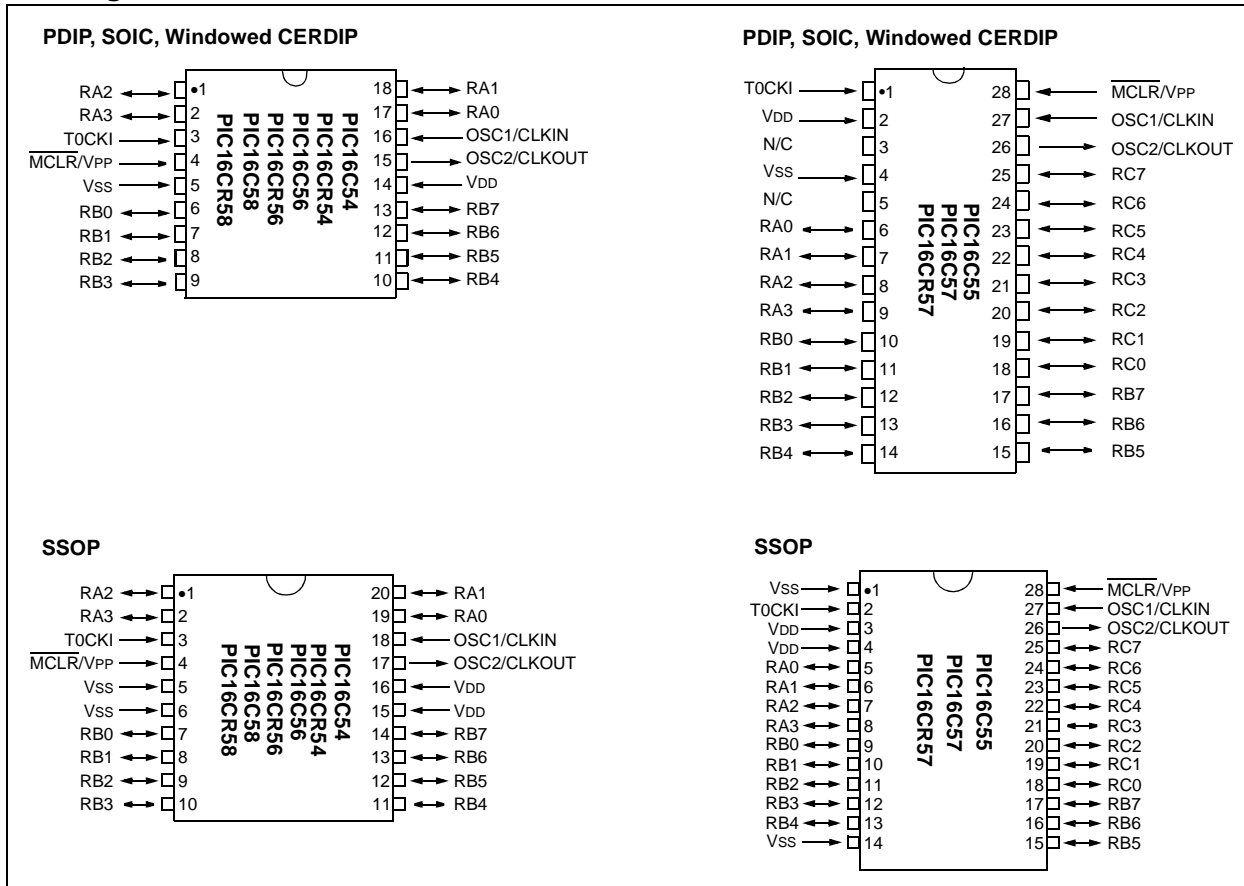 PDIP, SOIC, Windowed CERDIP
RA2 •1 18 RA1
RA3 2 17 RA0
T0CKI 3 16 OSC1/CLKIN
MCLR/VPP 4 15 OSC2/CLKOUT
VSS 5 14 VDD
RB0 6 13 RB7
RB1 7 12 RB6
RB2 8 11 RB5
RB3 9 10 RB4
PIC16C54
PIC16CR54
PIC16C56
PIC16CR56
PIC16C58
PIC16CR58
PDIP, SOIC, Windowed CERDIP
T0CKI •1 28 MCLR/VPP
VDD 2 27 OSC1/CLKIN
N/C 3 26 OSC2/CLKOUT
VSS 4 25 RC7
N/C 5 24 RC6
RA0 6 23 RC5
RA1 7 22 RC4
RA2 8 21 RC3
RA3 9 20 RC2
RB0 10 19 RC1
RB1 11 18 RC0
RB2 12 17 RB7
RB3 13 16 RB6
RB4 14 15 RB5
PIC16C55
PIC16C57
PIC16CR57
SSOP
RA2 •1 20 RA1
RA3 2 19 RA0
T0CKI 3 18 OSC1/CLKIN
MCLR/VPP 4 17 OSC2/CLKOUT
VSS 5 16 VDD
VSS 6 15 VDD
RB0 7 14 RB7
RB1 8 13 RB6
RB2 9 12 RB5
RB3 10 11 RB4
PIC16C54
PIC16CR54
PIC16C56
PIC16CR56
PIC16C58
PIC16CR58
SSOP
VSS •1 28 MCLR/VPP
T0CKI 2 27 OSC1/CLKIN
VDD 3 26 OSC2/CLKOUT
VDD 4 25 RC7
RA0 5 24 RC6
RA1 6 23 RC5
RA2 7 22 RC4
RA3 8 21 RC3
RB0 9 20 RC2
RB1 10 19 RC1
RB2 11 18 RC0
RB3 12 17 RB7
RB4 13 16 RB6
VSS 14 15 RB5
PIC16C55
PIC16C57
PIC16CR57